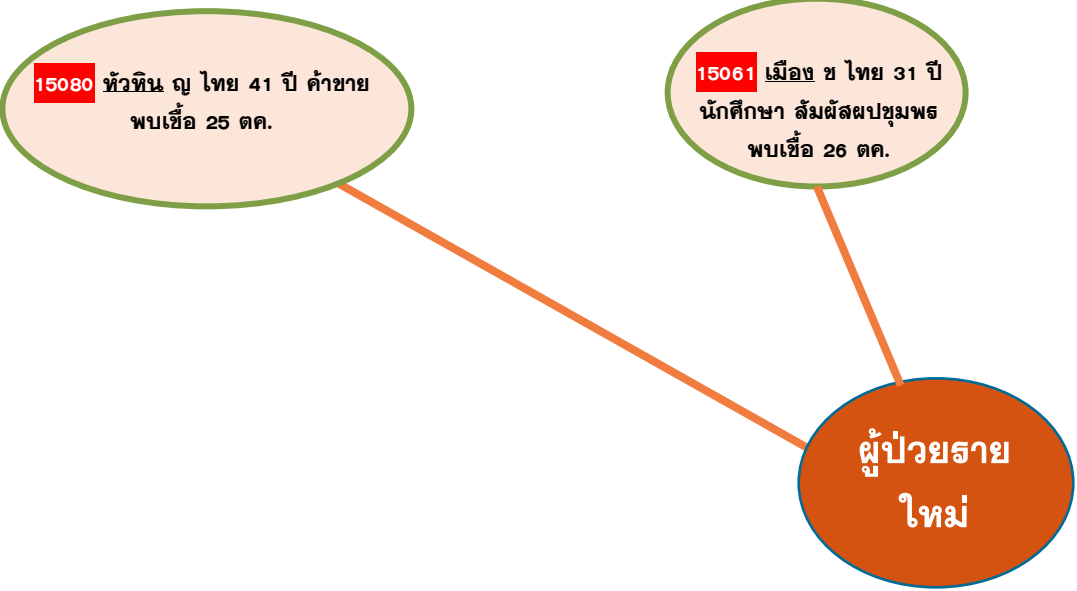 15080 หัวหิน ญ ไทย 41 ปี ค้าขาย
พบเชื้อ 25 ตค.
15061 เมือง ช ไทย 31 ปี
นักศึกษา สัมผัสผปชุมพร
พบเชื้อ 26 ตค.
ผู้ป่วยราย
ใหม่